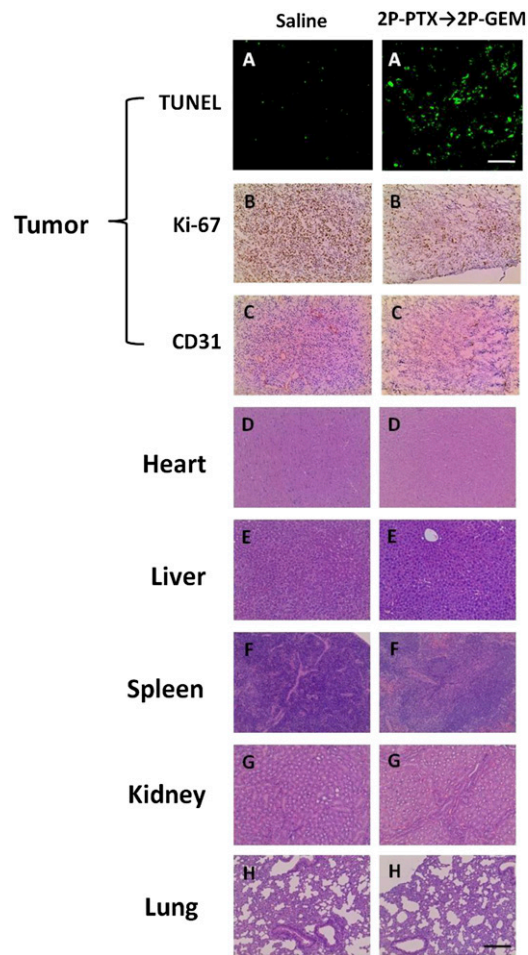 Saline 2P-PTX→2P-GEM
A A
TUNEL
B B
Tumor Ki-67
C C
CD31
D D
Heart
E E
Liver
F F
Spleen
G G
Kidney
H H
Lung